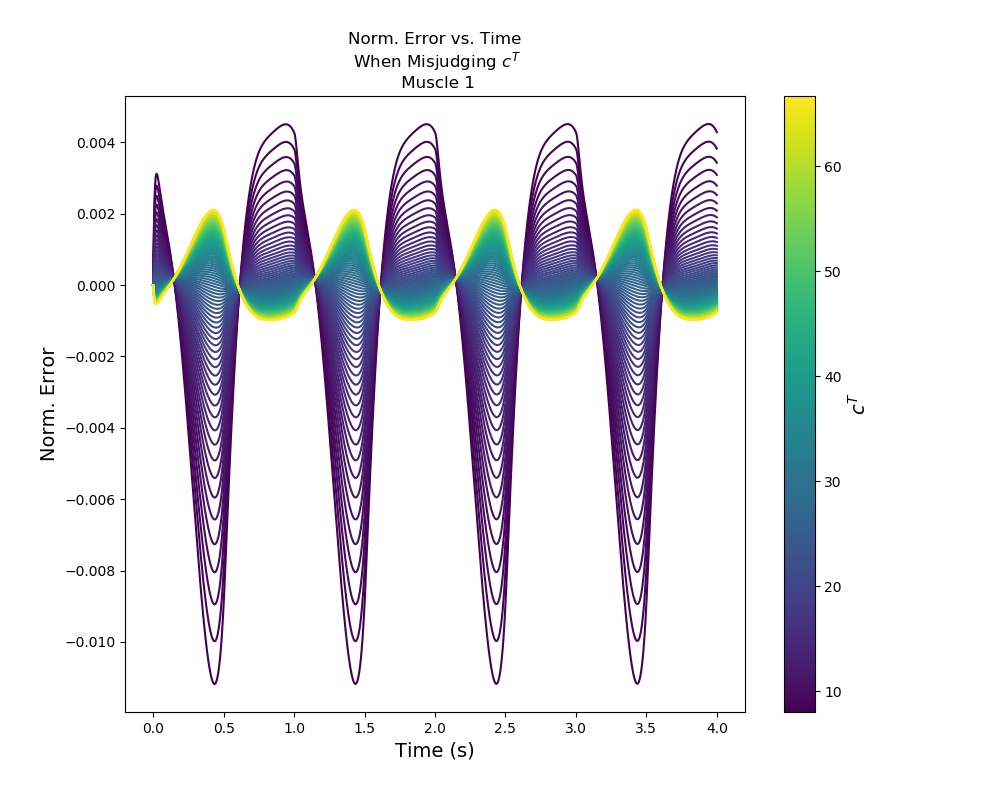 Norm. Error vs. Time
When Misjudging c^T
Muscle 1
0.004
0.002
0.000
−0.002
−0.004
−0.006
−0.008
−0.010
Norm. Error
0.0 0.5 1.0 1.5 2.0 2.5 3.0 3.5 4.0
Time (s)
60
50
40
30
20
10
c^T